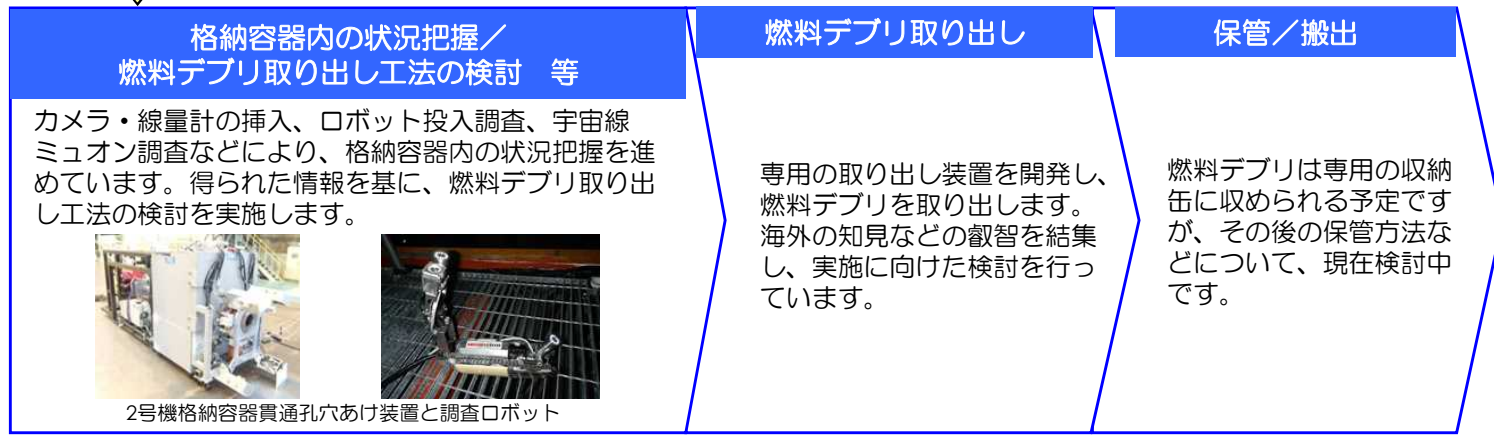 格納容器内の状況把握／
燃料デブリ取り出し工法の検討　等
カメラ・線量計の挿入、ロボット投入調査、宇宙線
ミュオン調査などにより、格納容器内の状況把握を進
めています。得られた情報を基に、燃料デブリ取り出
し工法の検討を実施します。
2号機格納容器貫通孔穴あけ装置と調査ロボット
燃料デブリ取り出し
専用の取り出し装置を開発し、
燃料デブリを取り出します。
海外の知見などの叡智を結集
し、実施に向けた検討を行っ
ています。
保管／搬出
燃料デブリは専用の収納
缶に収められる予定です
が、その後の保管方法な
どについて、現在検討中
です。